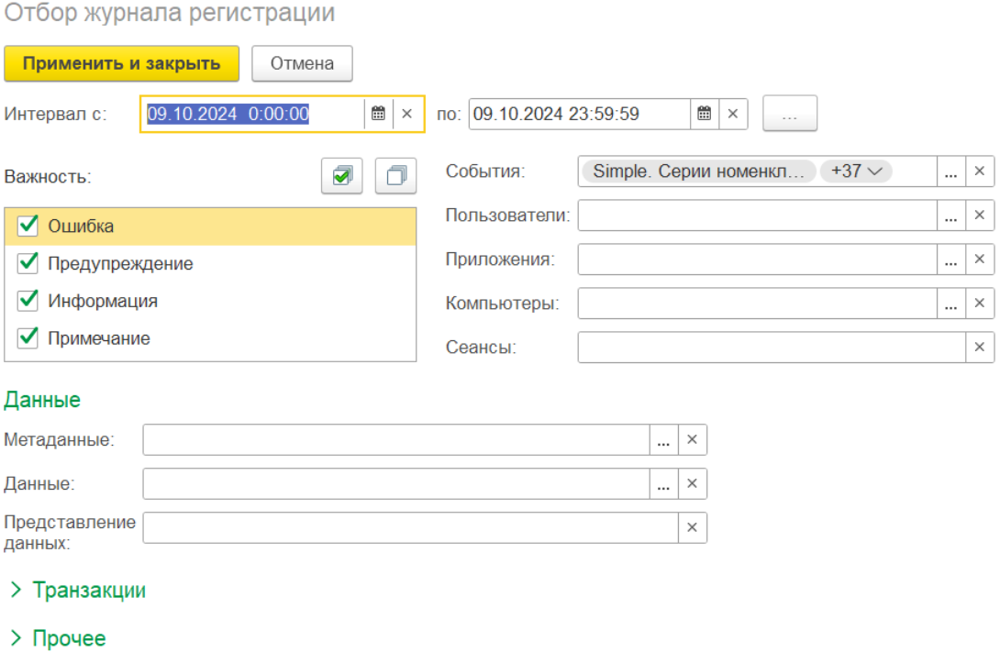 Отбор журнала регистрации
Применить и закрыть Отмена
Интервал с: 09.10.2024 0:00:00 × по: 09.10.2024 23:59:59 × ...
Важность:
Ошибка
Предупреждение
Информация
Примечание
События: Simple. Серии номенкл... +37 ... ×
Пользователи: ... ×
Приложения: ... ×
Компьютеры: ... ×
Сеансы: ×
Данные
Метаданные: ... ×
Данные: ... ×
Представление
данных: ×
Транзакции
Прочее